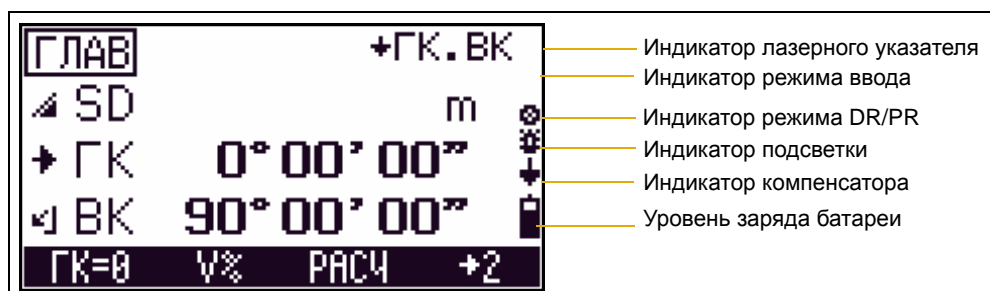 ГЛАВ
ГК.ВК
SD m
ГК 0°00'00"
ВК 90°00'00"
ГК=0 V% РАСЧ →2
Индикатор лазерного указателя
Индикатор режима ввода
Индикатор режима DR/PR
Индикатор подсветки
Индикатор компенсатора
Уровень заряда батареи